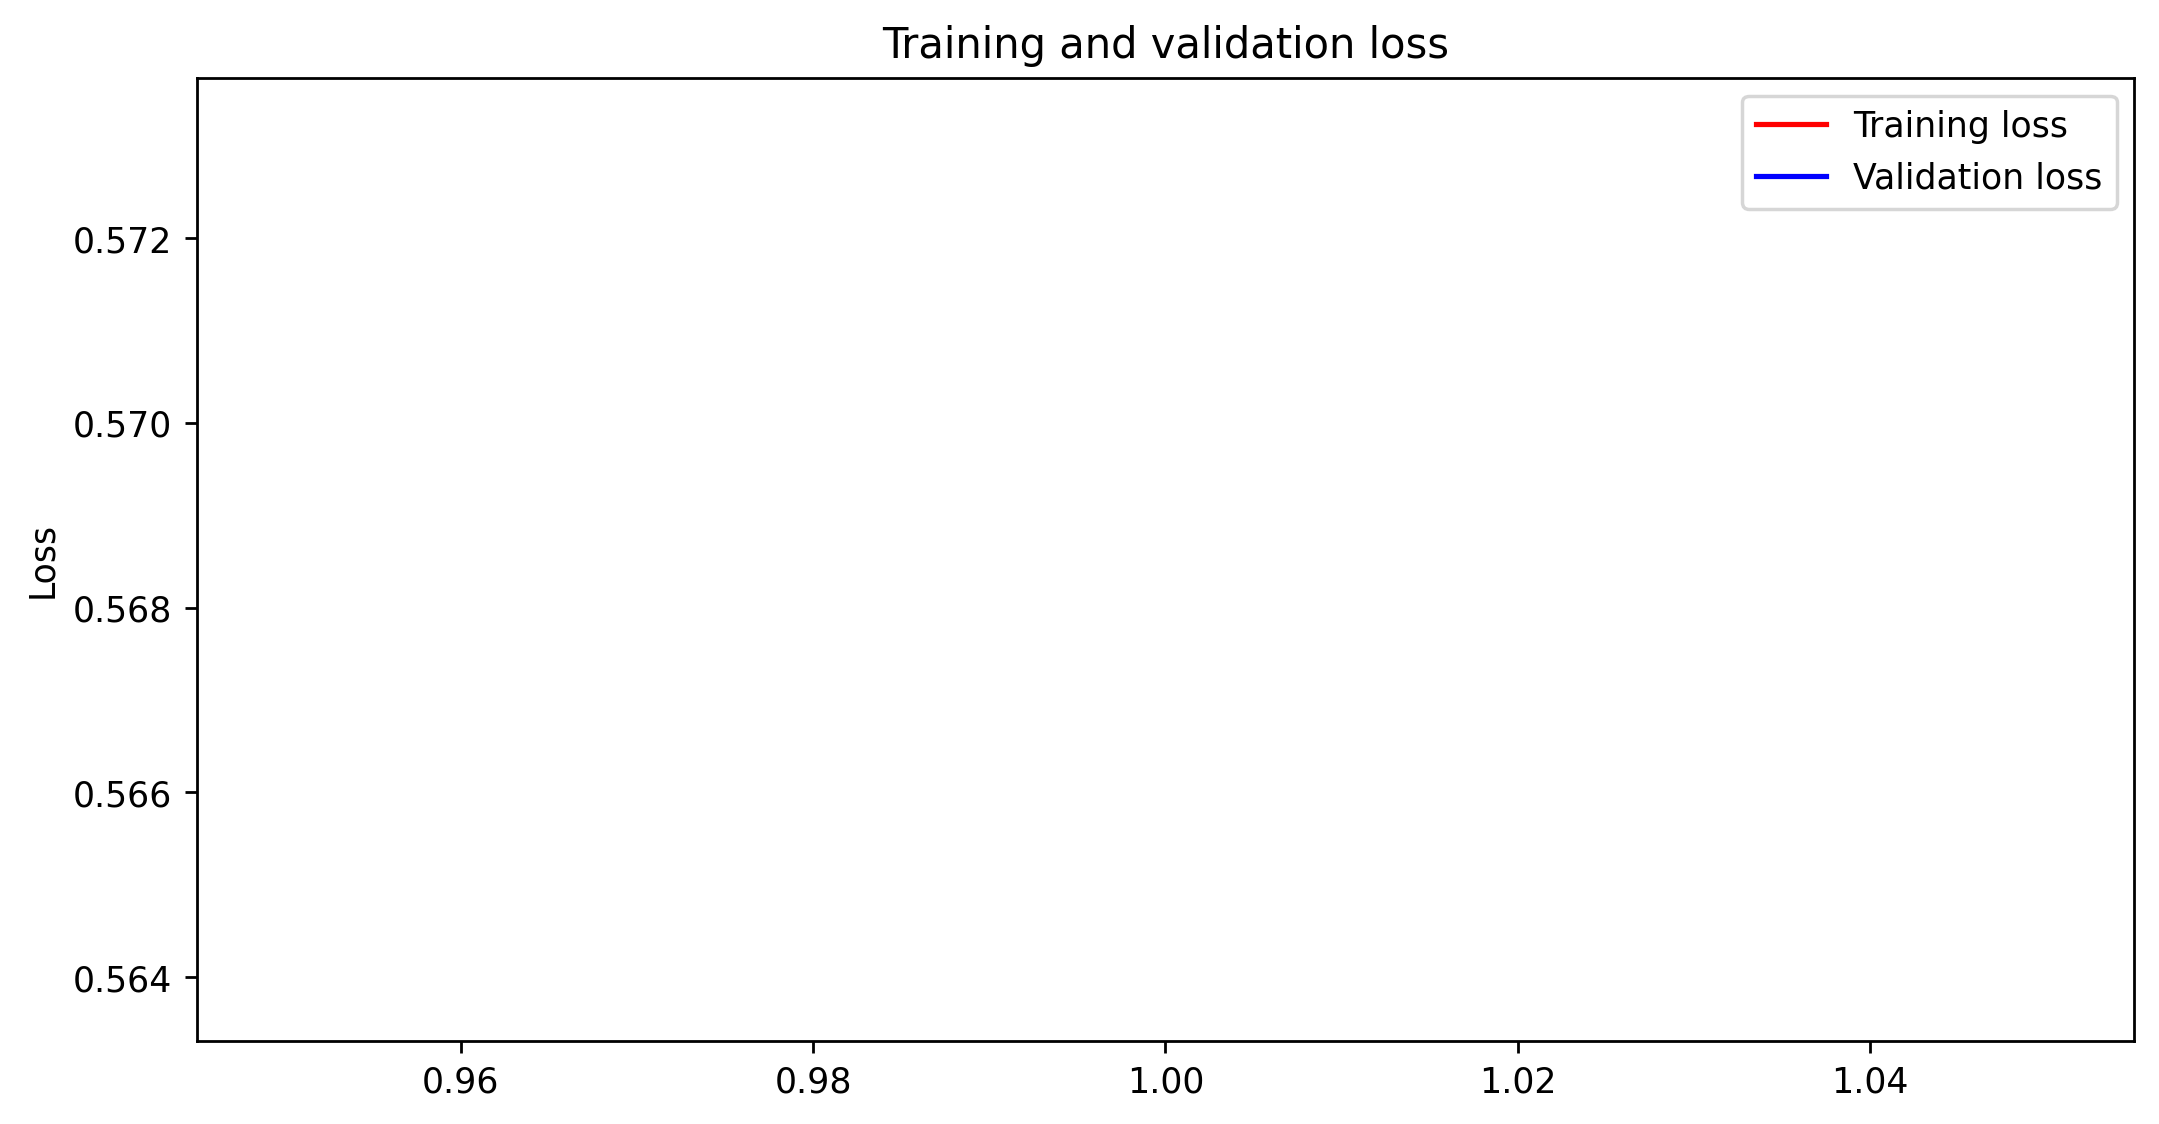 Training and validation loss
Training loss
Validation loss
0.572
0.570
0.568
0.566
0.564
Loss
0.96
0.98
1.00
1.02
1.04